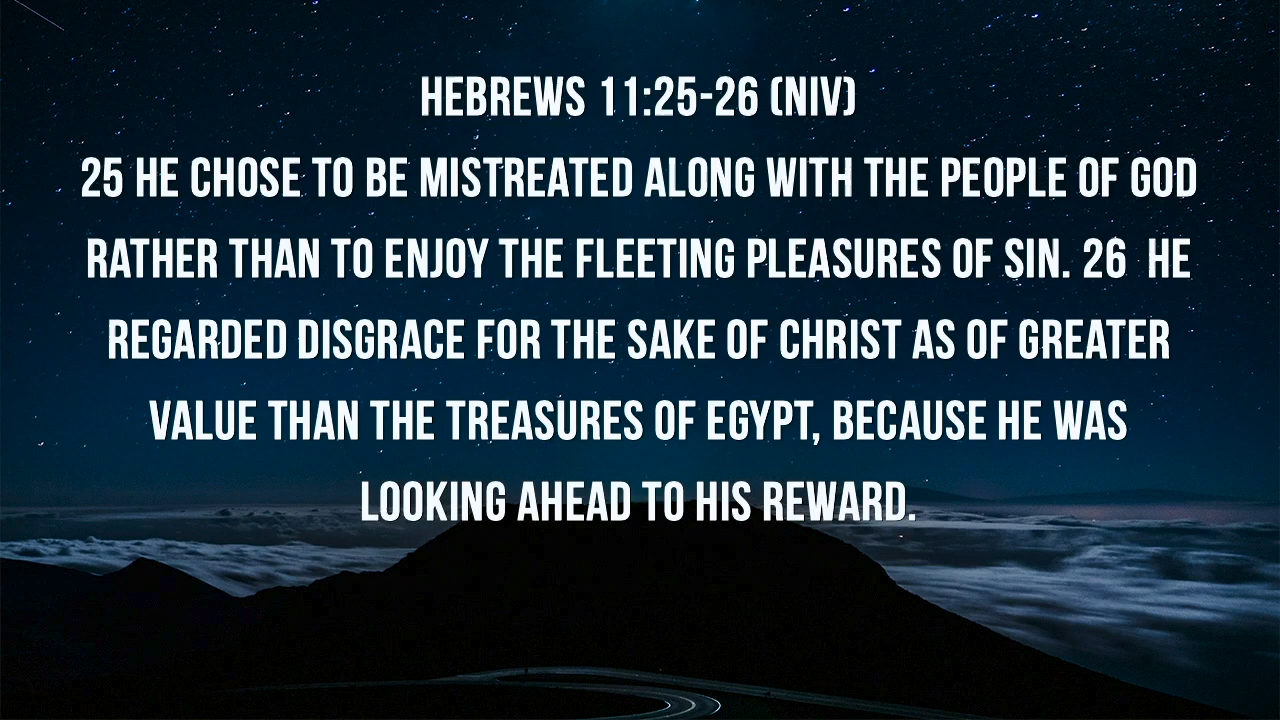 HEBREWS 11:25-26 (NIV)
25 HE CHOSE TO BE MISTREATED ALONG WITH THE PEOPLE OF GOD
RATHER THAN TO ENJOY THE FLEETING PLEASURES OF SIN. 26  HE
REGARDED DISGRACE FOR THE SAKE OF CHRIST AS OF GREATER
VALUE THAN THE TREASURES OF EGYPT, BECAUSE HE WAS
LOOKING AHEAD TO HIS REWARD.